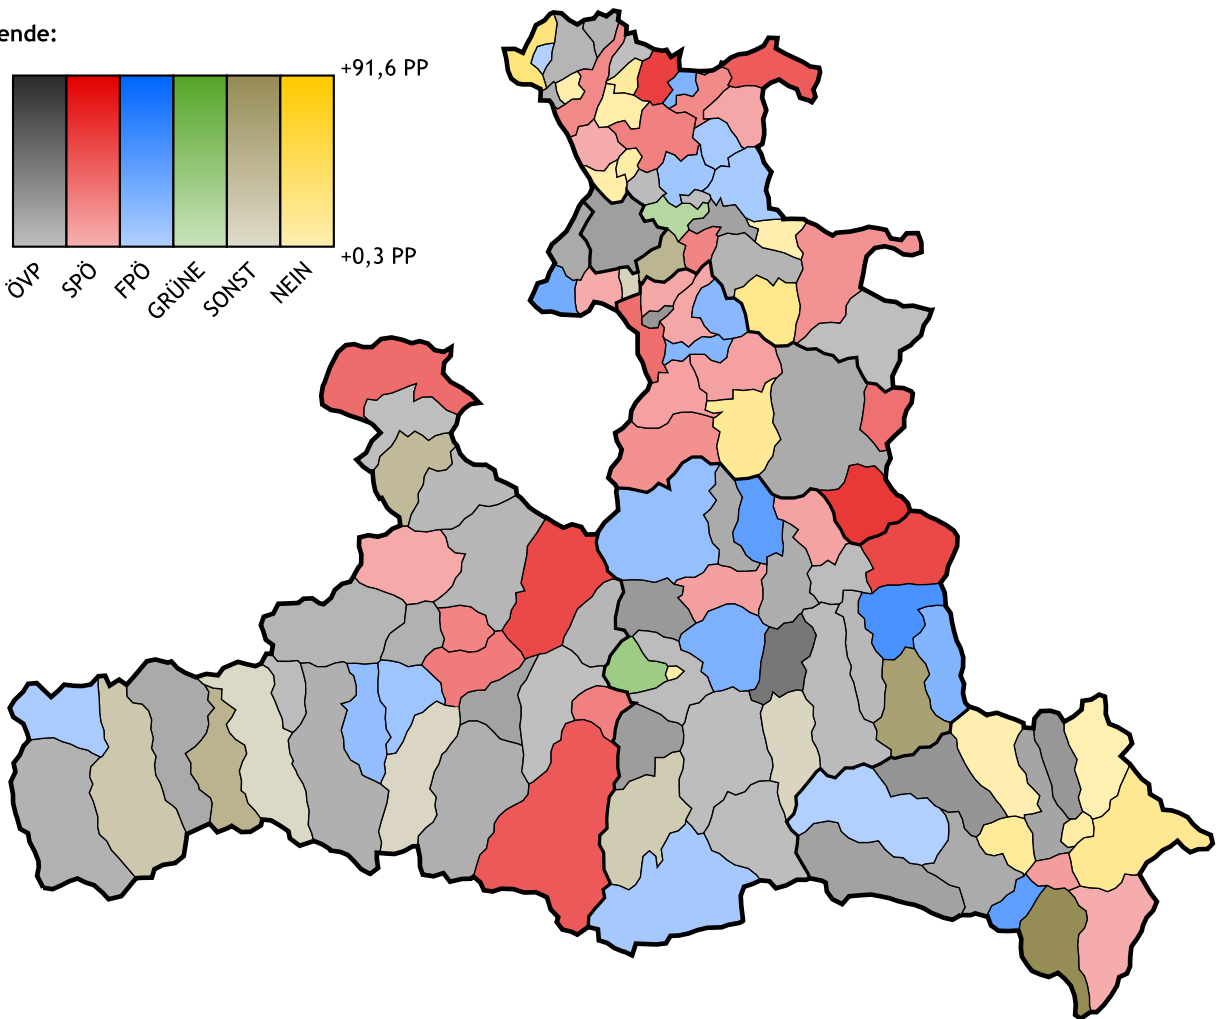 ende:
+91,6 PP
+0,3 PP
ÖVP
SPÖ
FPÖ
GRÜNE
SONST
NEIN